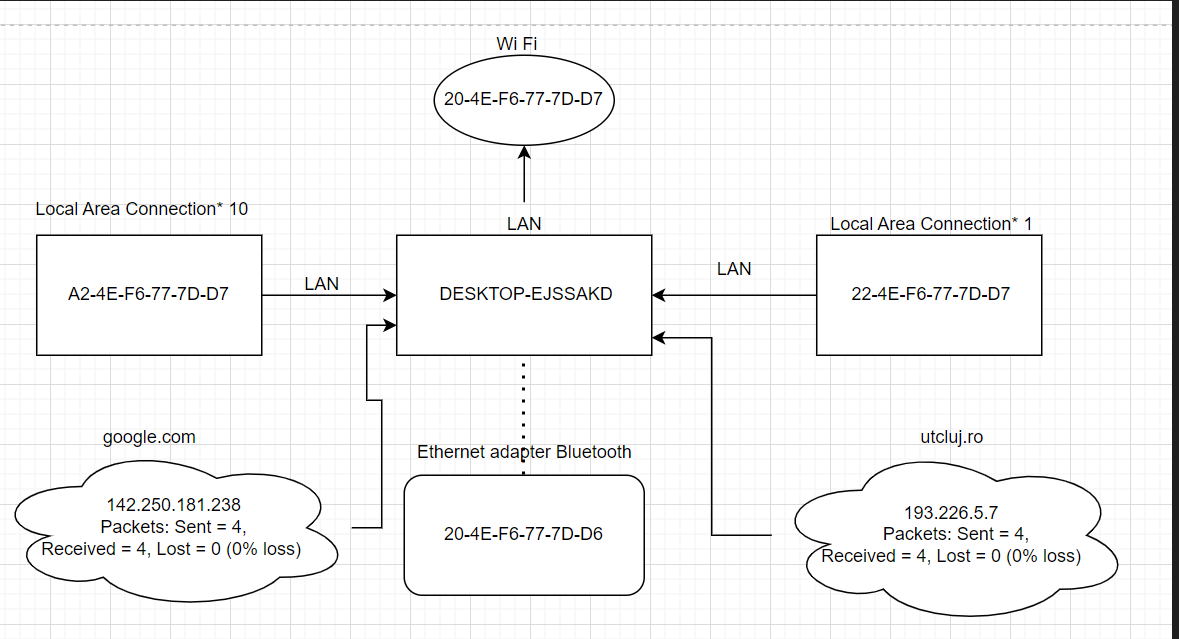 Wi Fi
20-4E-F6-77-7D-D7
Local Area Connection* 10
LAN
Local Area Connection* 1
A2-4E-F6-77-7D-D7
LAN
DESKTOP-EJSSAKD
LAN
22-4E-F6-77-7D-D7
google.com
142.250.181.238
Packets: Sent = 4,
Received = 4, Lost = 0 (0% loss)
Ethernet adapter Bluetooth
20-4E-F6-77-7D-D6
utcluj.ro
193.226.5.7
Packets: Sent = 4,
Received = 4, Lost = 0 (0% loss)